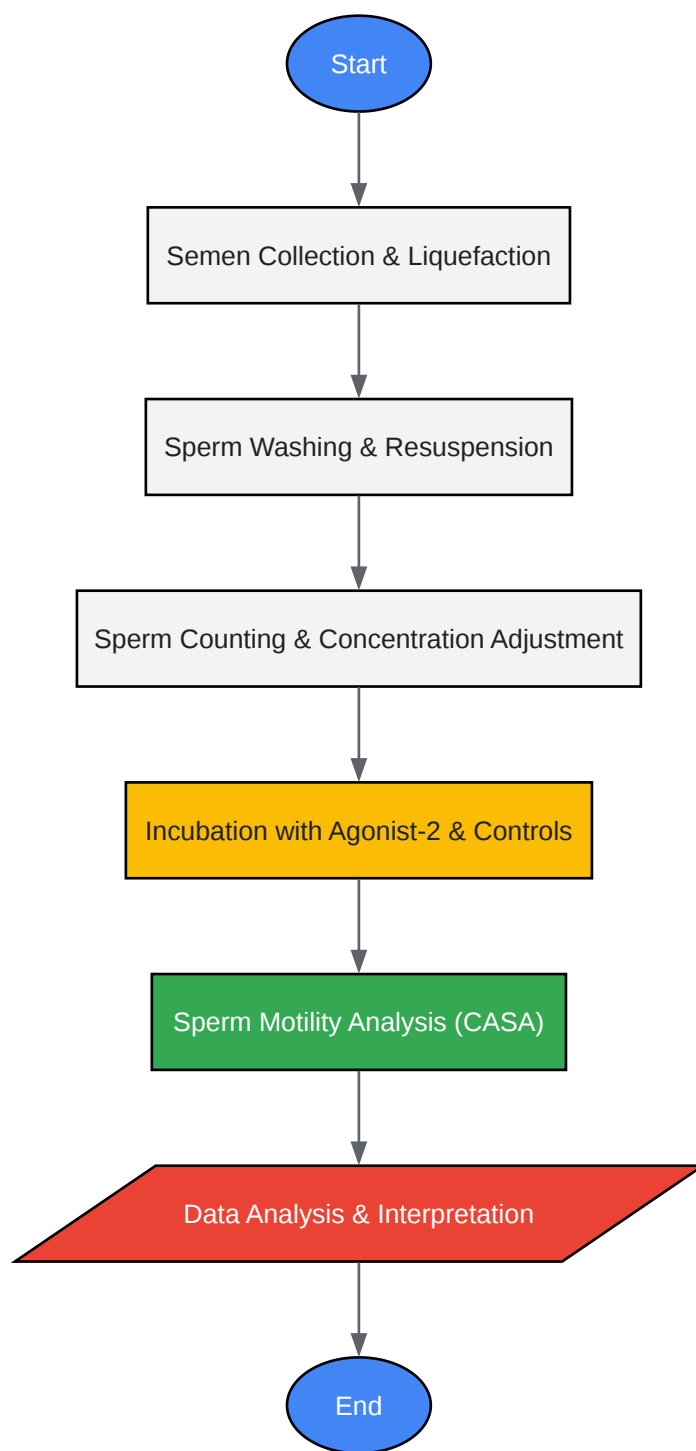 Start
Semen Collection & Liquefaction
Sperm Washing & Resuspension
Sperm Counting & Concentration Adjustment
Incubation with Agonist-2 & Controls
Sperm Motility Analysis (CASA)
Data Analysis & Interpretation
End